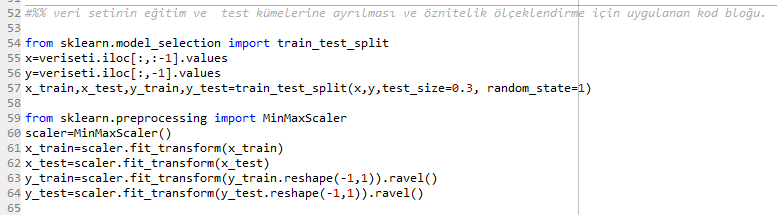 51
52 #%% veri setinin eğitim ve  test kümelerine ayrılması ve öznitelik ölçeklendirme için uygulanan kod bloğu.
53
54 from sklearn.model_selection import train_test_split
55 x=veriseti.iloc[:,:-1].values
56 y=veriseti.iloc[:,-1].values
57 x_train,x_test,y_train,y_test=train_test_split(x,y,test_size=0.3, random_state=1)
58
59 from sklearn.preprocessing import MinMaxScaler
60 scaler=MinMaxScaler()
61 x_train=scaler.fit_transform(x_train)
62 x_test=scaler.fit_transform(x_test)
63 y_train=scaler.fit_transform(y_train.reshape(-1,1)).ravel()
64 y_test=scaler.fit_transform(y_test.reshape(-1,1)).ravel()
65